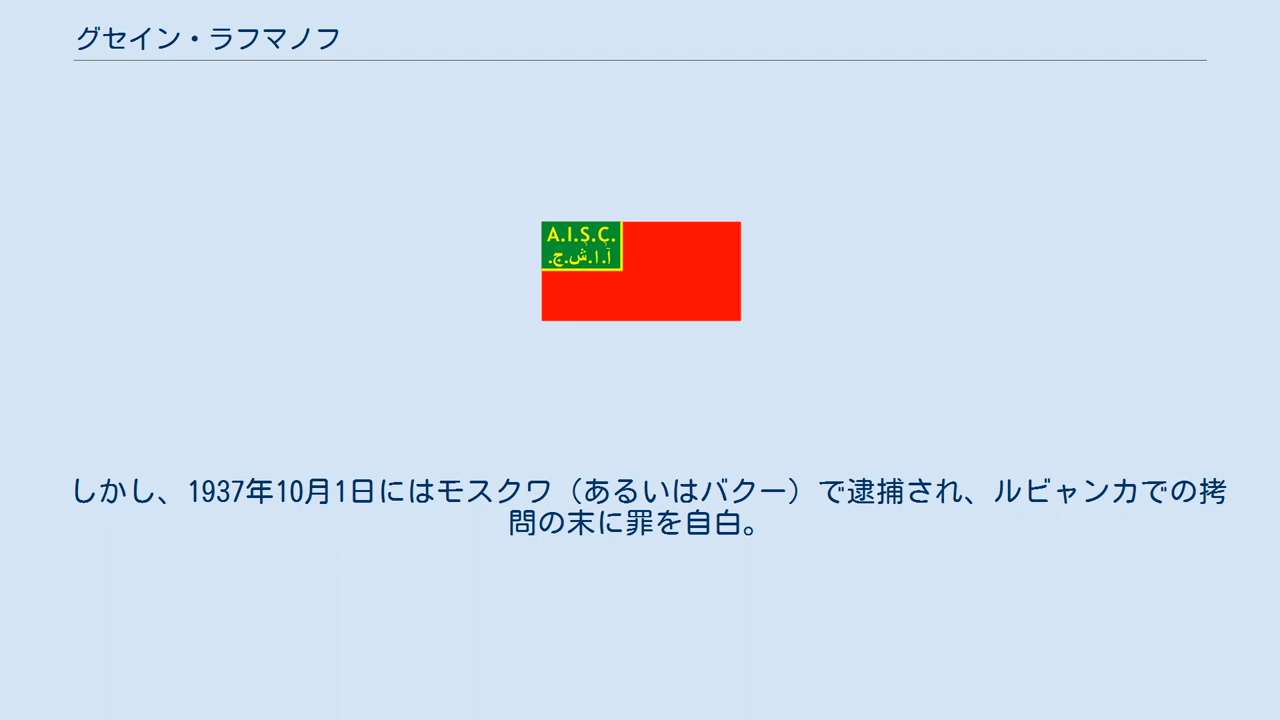 グセイン・ラフマノフ
A.I.Ş.Ç.
آ.ا.ش.ج.
しかし、1937年10月1日にはモスクワ（あるいはバクー）で逮捕され、ルビャンカでの拷
問の末に罪を自白。